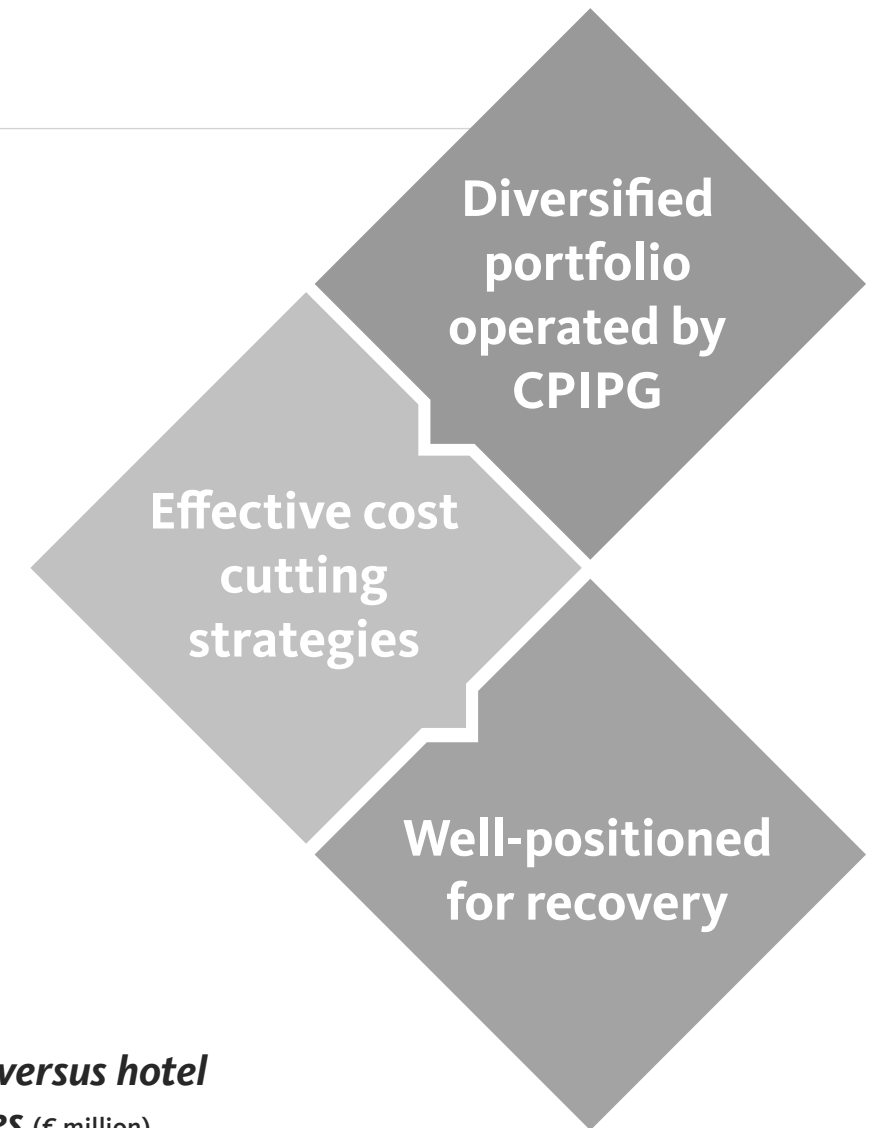 Diversified
portfolio
operated by
CPIPG
Effective cost
cutting
strategies
Well-positioned
for recovery
versus hotel
(€ million)